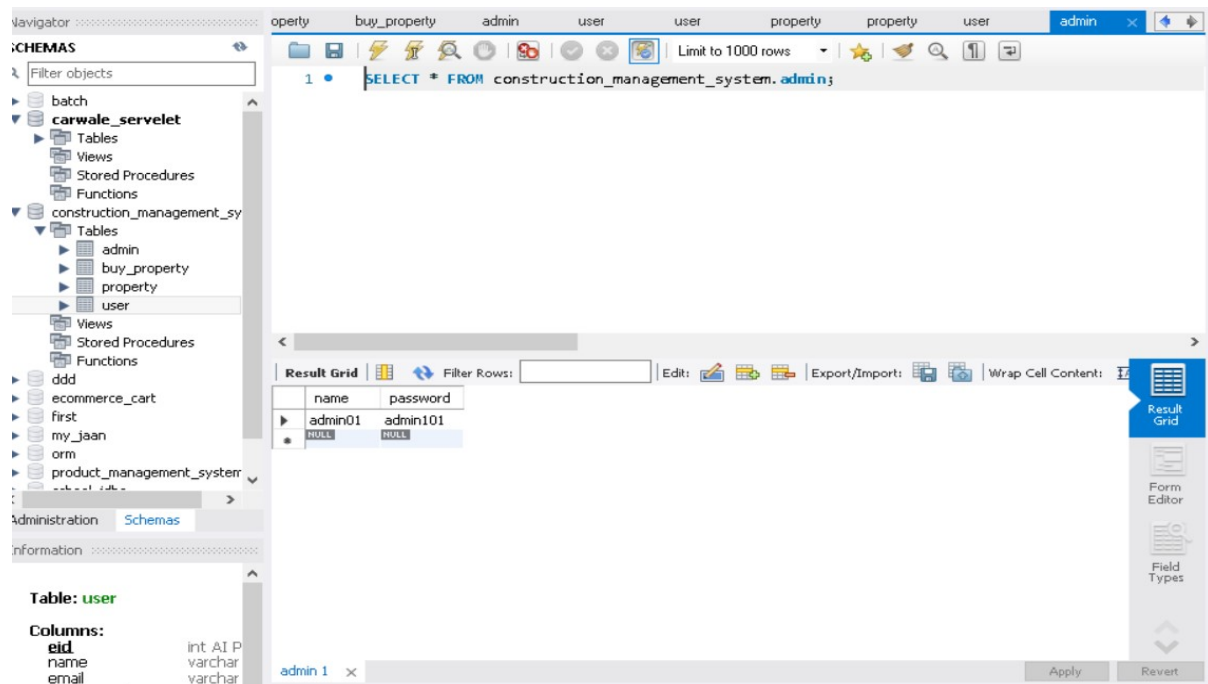 Navigator
SCHEMAS
Filter objects
batch
carwale_servelet
Tables
Views
Stored Procedures
Functions
construction_management_sy
Tables
admin
buy_property
property
user
Views
Stored Procedures
Functions
ddd
ecommerce_cart
first
my_jaan
orm
product_management_system
Administration Schemas
Information
Table: user
Columns:
eid int AI P
name varchar
email varchar
operty buy_property admin user user property property user admin
Limit to 1000 rows
1 SELECT * FROM construction_management_system.admin;
Result Grid Filter Rows: Edit: Export/Import: Wrap Cell Content:
name password
admin01 admin101
NULL NULL
Result
Grid
Form
Editor
Field
Types
admin 1
Apply Revert